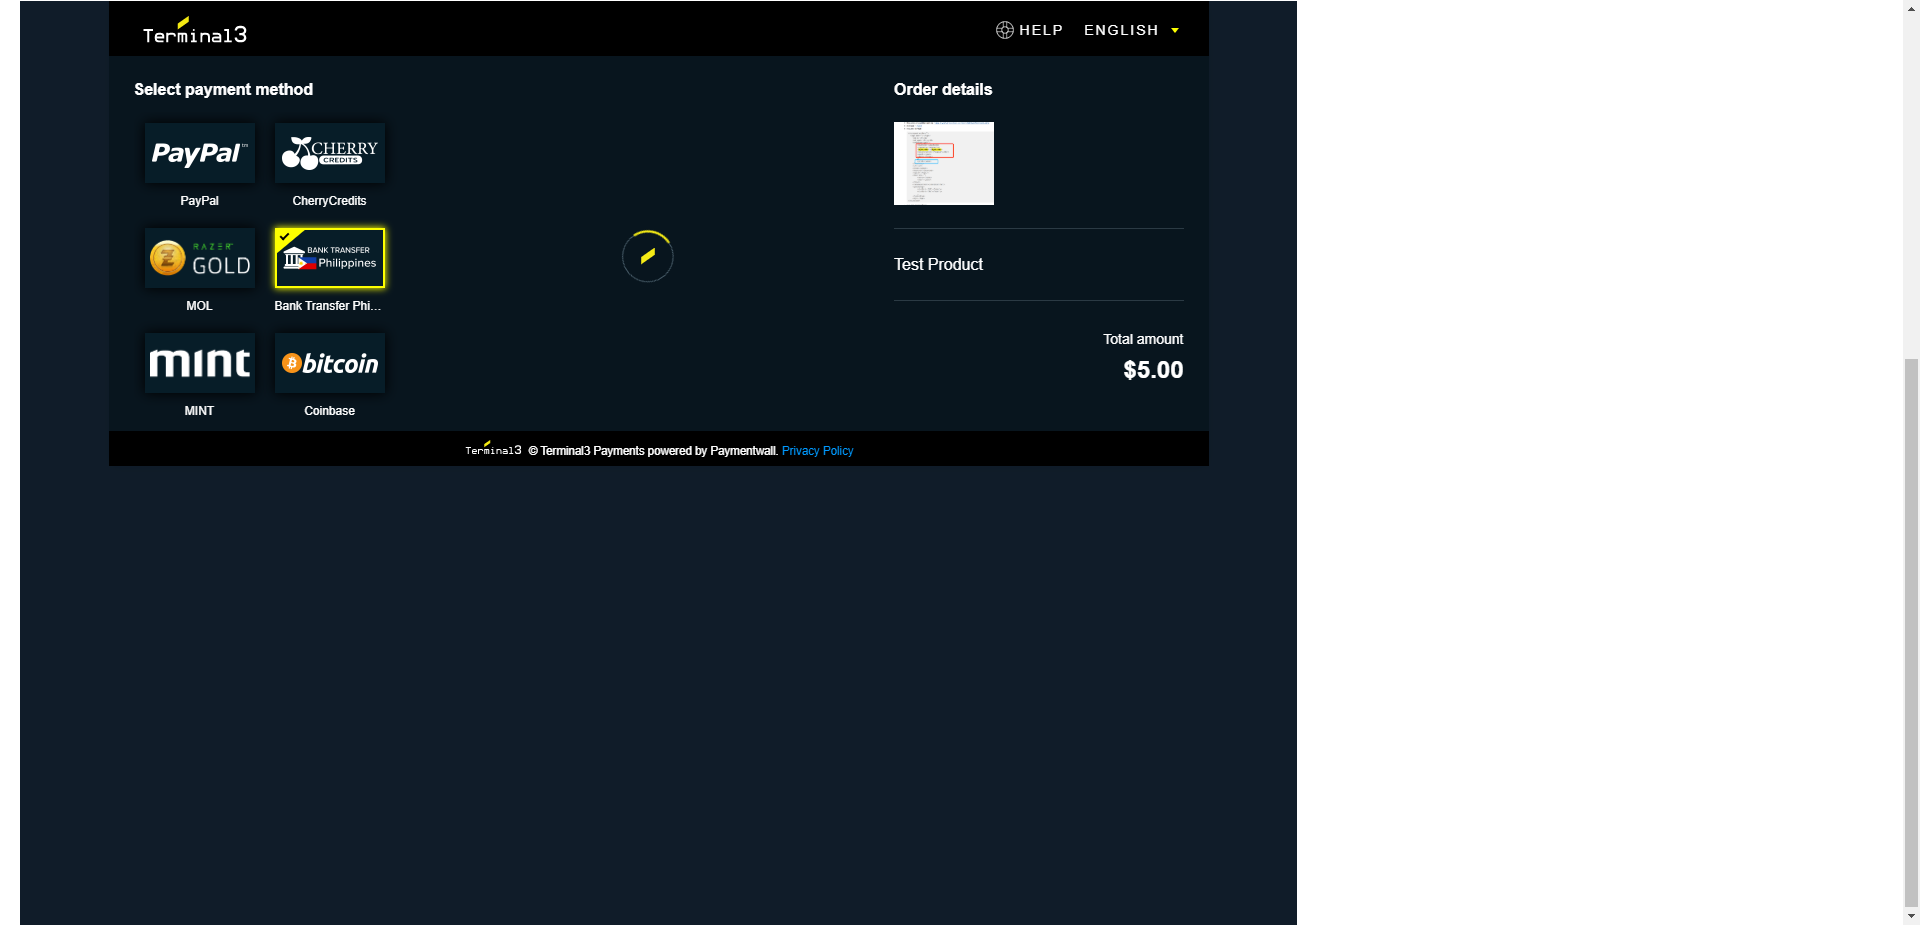 Terminal3
HELP ENGLISH
Select payment method
PayPal™
PayPal
CHERRY
CREDITS
CherryCredits
RAZER
GOLD
MOL
BANK TRANSFER
Philippines
Bank Transfer Phi...
mint
MINT
bitcoin
Coinbase
Order details
Test Product
Total amount
$5.00
Terminal3 © Terminal3 Payments powered by Paymentwall. Privacy Policy